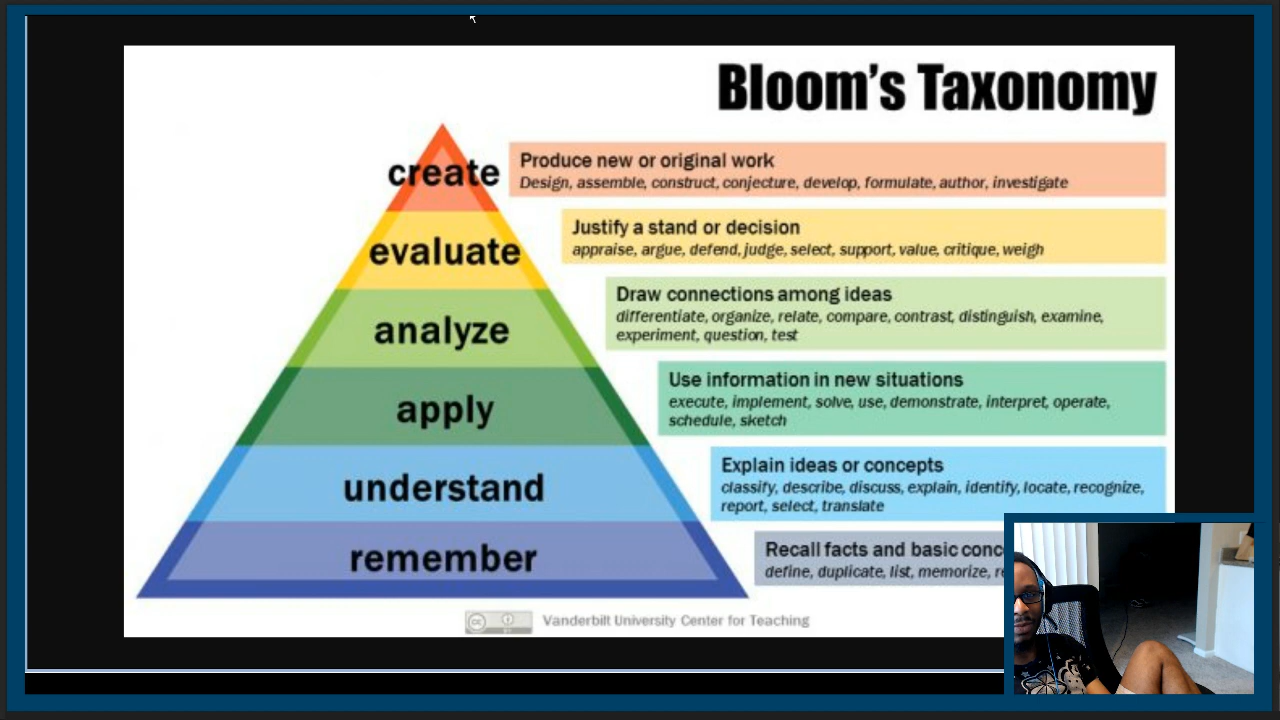 Bloom's Taxonomy
create
Produce new or original work
Design, assemble, construct, conjecture, develop, formulate, author, investigate
evaluate
Justify a stand or decision
appraise, argue, defend, judge, select, support, value, critique, weigh
analyze
Draw connections among ideas
differentiate, organize, relate, compare, contrast, distinguish, examine,
experiment, question, test
apply
Use information in new situations
execute, implement, solve, use, demonstrate, interpret, operate,
schedule, sketch
understand
Explain ideas or concepts
classify, describe, discuss, explain, identify, locate, recognize,
report, select, translate
remember
Recall facts and basic
define, duplicate, list, memorize,
cc
Vanderbilt University Center for Teaching